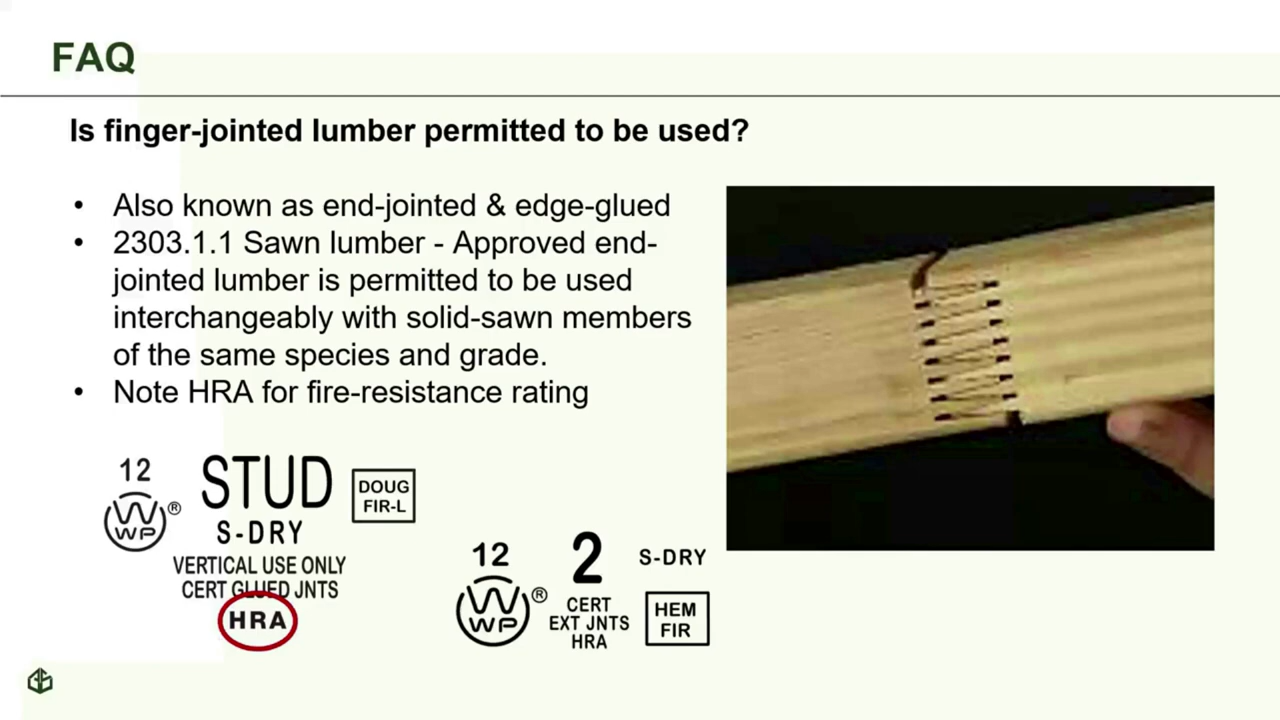 FAQ
Is finger-jointed lumber permitted to be used?
• Also known as end-jointed & edge-glued
• 2303.1.1 Sawn lumber - Approved end-
jointed lumber is permitted to be used
interchangeably with solid-sawn members
of the same species and grade.
• Note HRA for fire-resistance rating
12
WWP®
STUD
DOUG
FIR-L
S-DRY
VERTICAL USE ONLY
CERT GLUED JNTS
HRA
12
WWP®
2
CERT
EXT JNTS
HRA
S-DRY
HEM
FIR